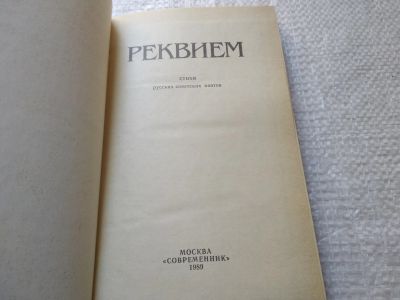 РЕКВИЕМ
СТИХИ
русских советских поэтов
МОСКВА
«СОВРЕМЕННИК»
1989